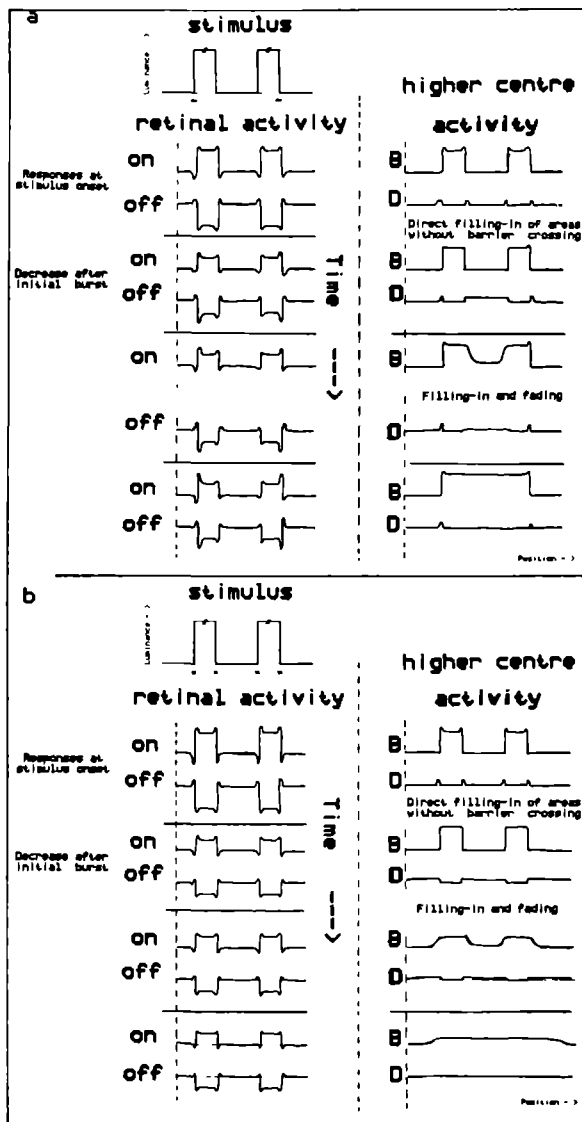 a
stimulus
Luminance ->
higher centre
activity
retinal activity
on
B
Responses at
stimulus onset
off
D
Direct filling-in of areas
without barrier crossing
on
B
Decrease after
initial burst
off
Time --->
D
on
B
Filling-in and fading
off
D
on
B
off
D
Position ->
b
stimulus
Luminance ->
higher centre
activity
retinal activity
on
B
Responses at
stimulus onset
off
D
Direct filling-in of areas
without barrier crossing
Time --->
on
B
Decrease after
initial burst
off
D
Filling-in and fading
on
B
off
D
on
B
off
D
Position ->